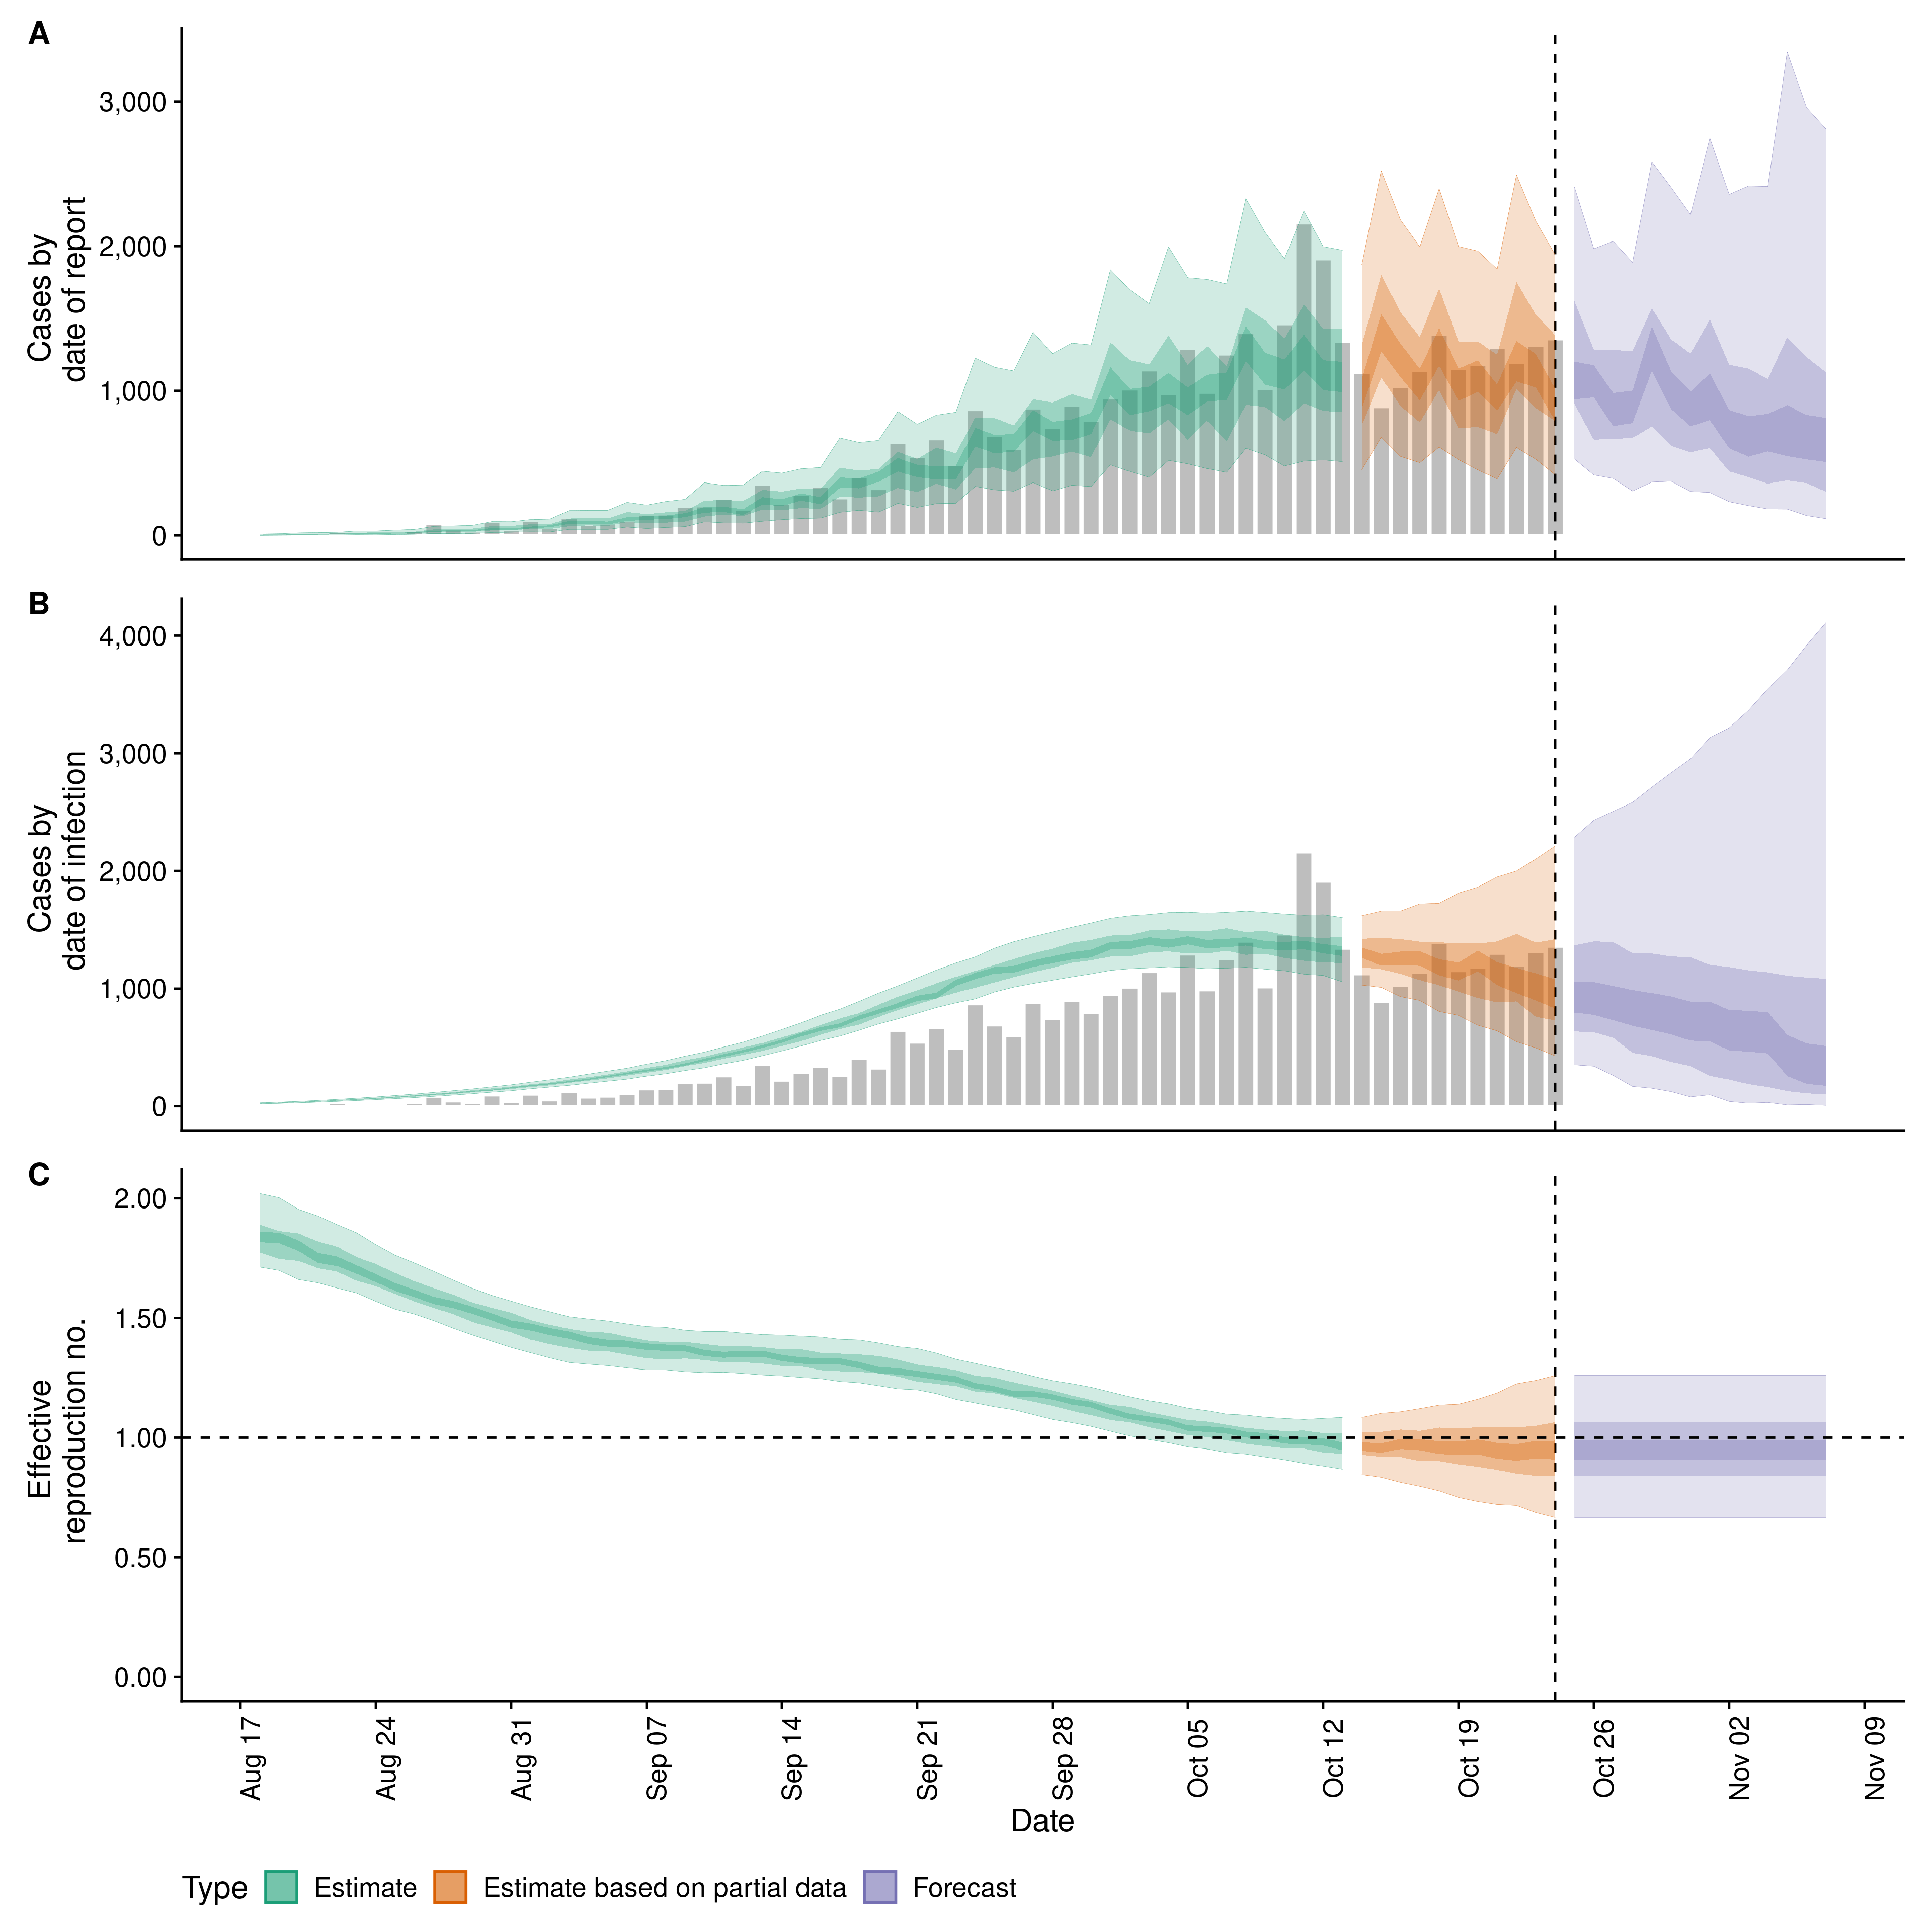 A
Cases by
date of report
3,000
2,000
1,000
0
B
Cases by
date of infection
4,000
3,000
2,000
1,000
0
C
Effective
reproduction no.
2.00
1.50
1.00
0.50
0.00
Aug 17
Aug 24
Aug 31
Sep 07
Sep 14
Sep 21
Sep 28
Oct 05
Oct 12
Oct 19
Oct 26
Nov 02
Nov 09
Date
Type Estimate Estimate based on partial data Forecast